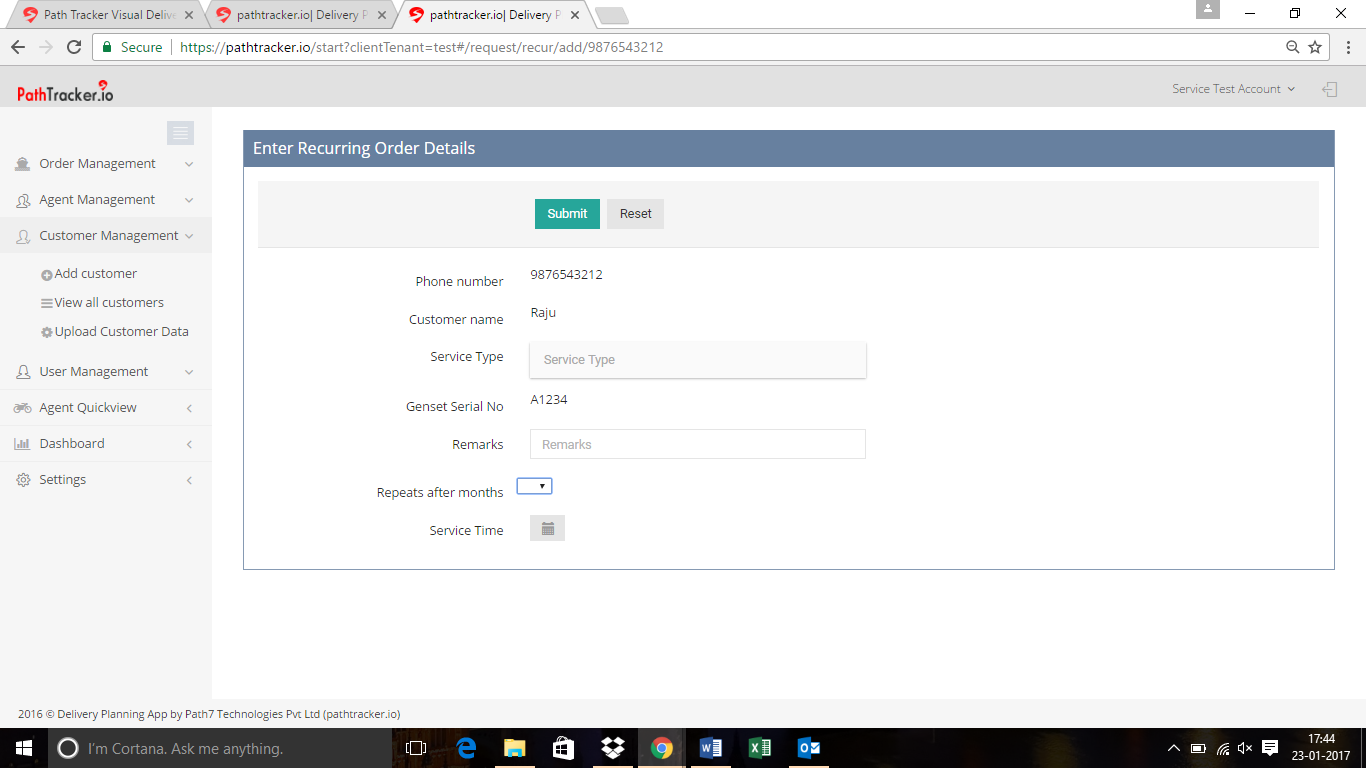 Path Tracker Visual Delive
pathtracker.io| Delivery P
pathtracker.io| Delivery P
Secure https://pathtracker.io/start?clientTenant=test#/request/recur/add/9876543212
PathTracker.io
Service Test Account
Order Management
Agent Management
Customer Management
Add customer
View all customers
Upload Customer Data
User Management
Agent Quickview
Dashboard
Settings
Enter Recurring Order Details
Submit Reset
Phone number 9876543212
Customer name Raju
Service Type Service Type
Genset Serial No A1234
Remarks Remarks
Repeats after months
Service Time
2016 © Delivery Planning App by Path7 Technologies Pvt Ltd (pathtracker.io)
I'm Cortana. Ask me anything.
17:44
23-01-2017